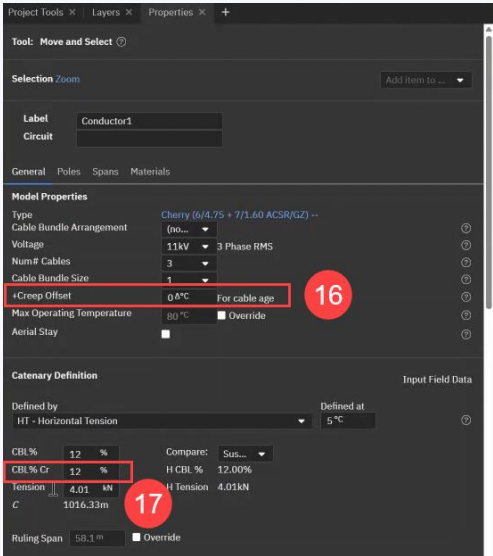 Project Tools × Layers × Properties × +
Tool: Move and Select ?
Selection Zoom Add item to ...
Label Conductor1
Circuit
General Poles Spans Materials
Model Properties
Type Cherry (6/4.75 + 7/1.60 ACSR/GZ) --
Cable Bundle Arrangement (no... ?
Voltage 11kV 3 Phase RMS ?
Num# Cables 3 ?
Cable Bundle Size 1 ?
+Creep Offset 0 Δ°C For cable age ?
16
Max Operating Temperature 80 °C Override ?
Aerial Stay ?
Catenary Definition Input Field Data
Defined by Defined at
HT - Horizontal Tension 5 °C ?
CBL% 12 % Compare: Sus...
CBL% Cr 12 % H CBL % 12.00%
Tension 4.01 kN H Tension 4.01kN
17
C 1016.33m
Ruling Span 58.1 m Override